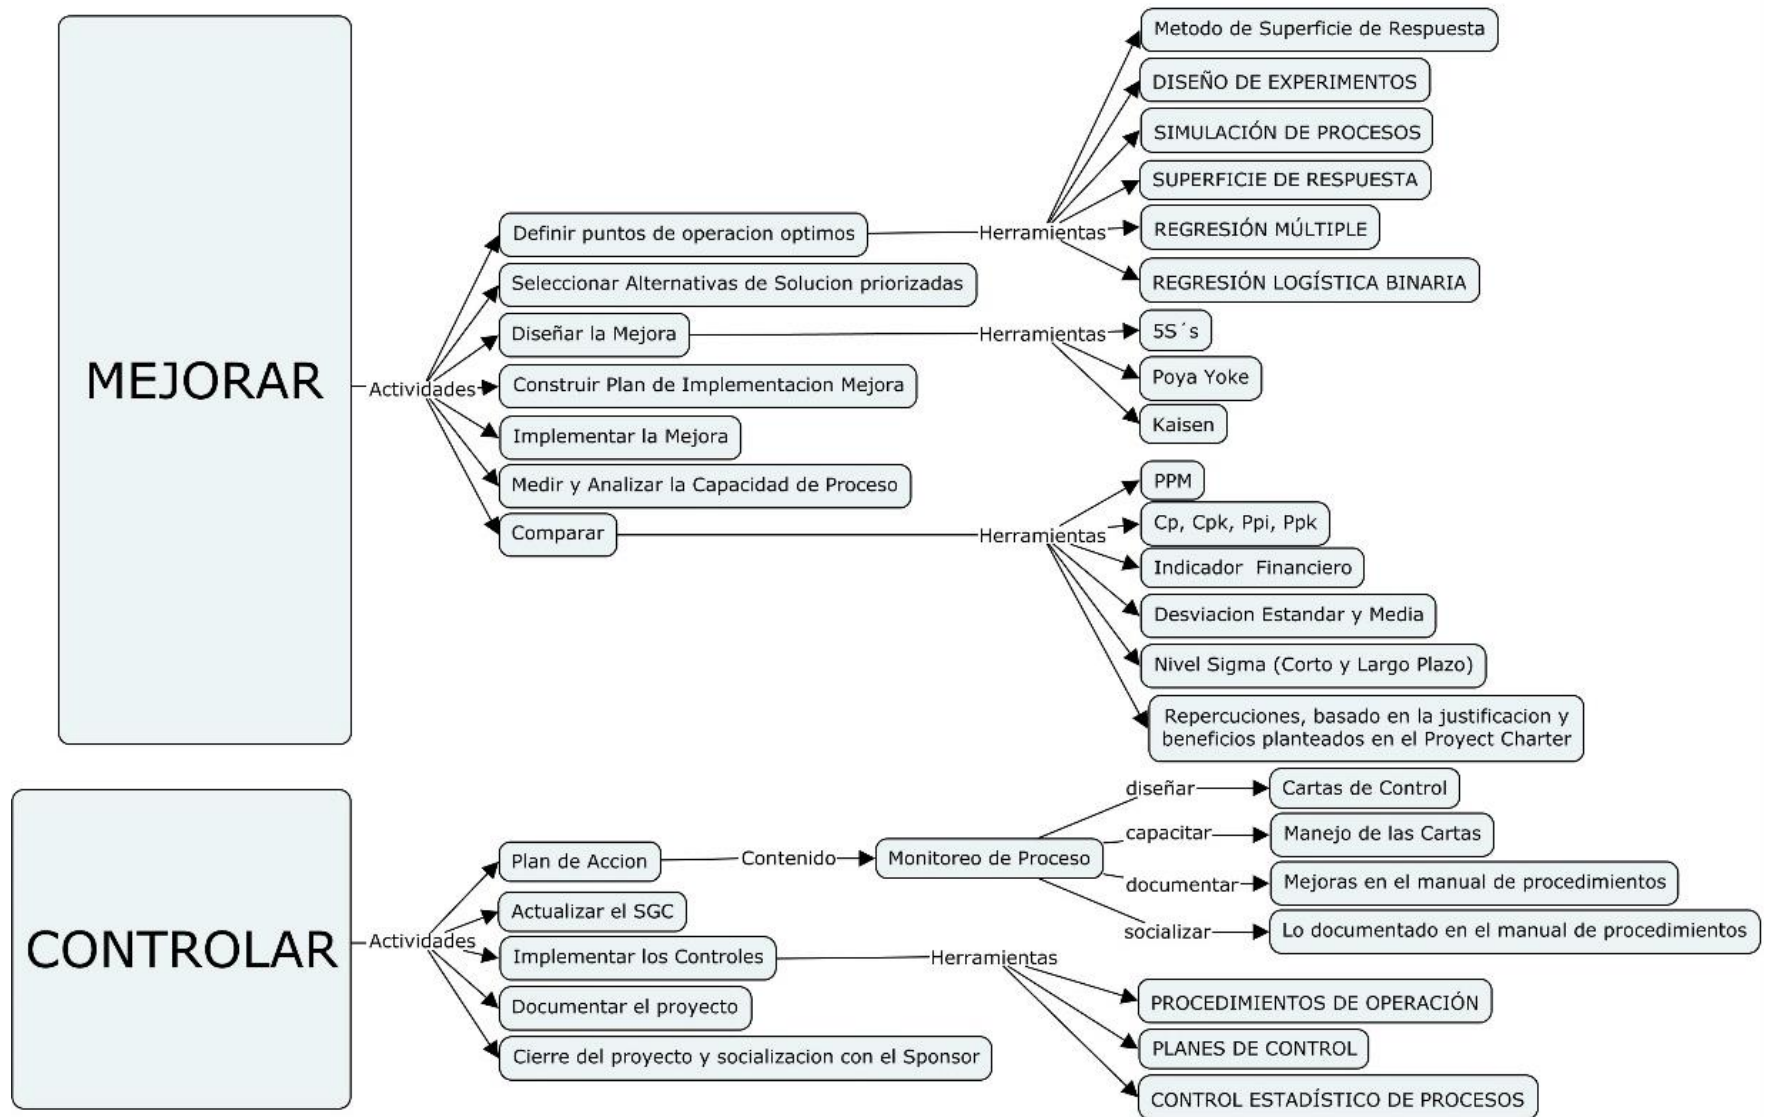 MEJORAR
Actividades
Definir puntos de operacion optimos
Herramientas
Metodo de Superficie de Respuesta
DISEÑO DE EXPERIMENTOS
SIMULACIÓN DE PROCESOS
SUPERFICIE DE RESPUESTA
REGRESIÓN MÚLTIPLE
REGRESIÓN LOGÍSTICA BINARIA
Seleccionar Alternativas de Solucion priorizadas
Diseñar la Mejora
Herramientas
5S´s
Poya Yoke
Kaisen
Construir Plan de Implementacion Mejora
Implementar la Mejora
Medir y Analizar la Capacidad de Proceso
Comparar
Herramientas
PPM
Cp, Cpk, Ppi, Ppk
Indicador  Financiero
Desviacion Estandar y Media
Nivel Sigma (Corto y Largo Plazo)
Repercuciones, basado en la justificacion y
beneficios planteados en el Proyect Charter
CONTROLAR
Actividades
Plan de Accion
Contenido
Monitoreo de Proceso
diseñar
Cartas de Control
capacitar
Manejo de las Cartas
documentar
Mejoras en el manual de procedimientos
socializar
Lo documentado en el manual de procedimientos
Actualizar el SGC
Implementar los Controles
Herramientas
PROCEDIMIENTOS DE OPERACIÓN
PLANES DE CONTROL
CONTROL ESTADÍSTICO DE PROCESOS
Documentar el proyecto
Cierre del proyecto y socializacion con el Sponsor